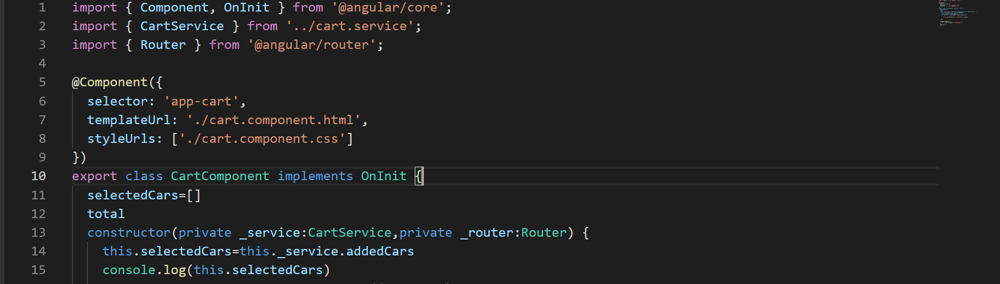 1 import { Component, OnInit } from '@angular/core';
2 import { CartService } from '../cart.service';
3 import { Router } from '@angular/router';
4
5 @Component({
6 selector: 'app-cart',
7 templateUrl: './cart.component.html',
8 styleUrls: ['./cart.component.css']
9 })
10 export class CartComponent implements OnInit {
11 selectedCars=[]
12 total
13 constructor(private _service:CartService,private _router:Router) {
14 this.selectedCars=this._service.addedCars
15 console.log(this.selectedCars)